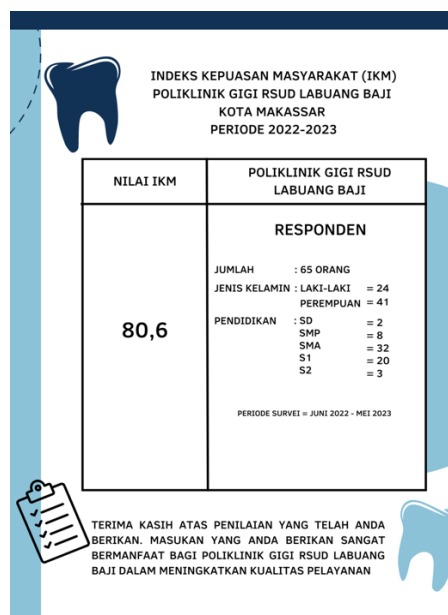 INDEKS KEPUASAN MASYARAKAT (IKM)
POLIKLINIK GIGI RSUD LABUANG BAJI
KOTA MAKASSAR
PERIODE 2022-2023
NILAI IKM
POLIKLINIK GIGI RSUD
LABUANG BAJI
80,6
RESPONDEN
JUMLAH : 65 ORANG
JENIS KELAMIN : LAKI-LAKI = 24
PEREMPUAN = 41
PENDIDIKAN : SD = 2
SMP = 8
SMA = 32
S1 = 20
S2 = 3
PERIODE SURVEI = JUNI 2022 - MEI 2023
TERIMA KASIH ATAS PENILAIAN YANG TELAH ANDA
BERIKAN. MASUKAN YANG ANDA BERIKAN SANGAT
BERMANFAAT BAGI POLIKLINIK GIGI RSUD LABUANG
BAJI DALAM MENINGKATKAN KUALITAS PELAYANAN